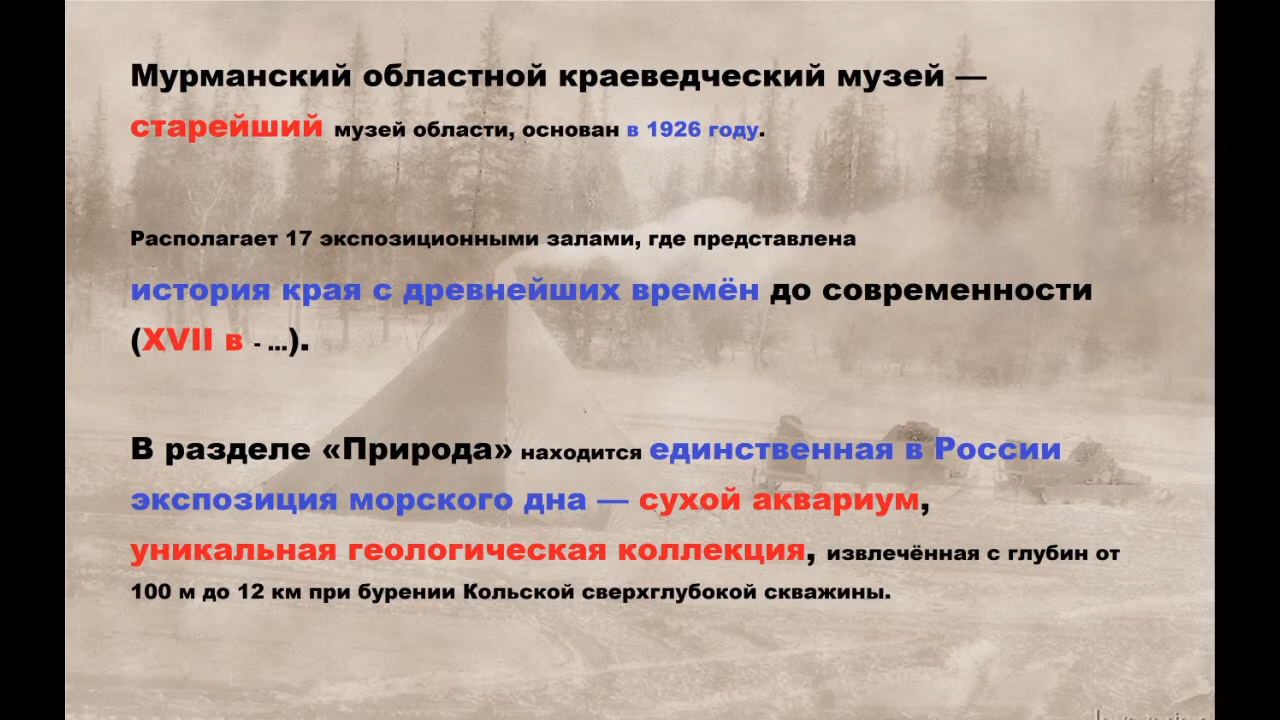 Мурманский областной краеведческий музей —
старейший музей области, основан в 1926 году.
Располагает 17 экспозиционными залами, где представлена
история края с древнейших времён до современности
(XVII в - ...).
В разделе «Природа» находится единственная в России
экспозиция морского дна — сухой аквариум,
уникальная геологическая коллекция, извлечённая с глубин от
100 м до 12 км при бурении Кольской сверхглубокой скважины.